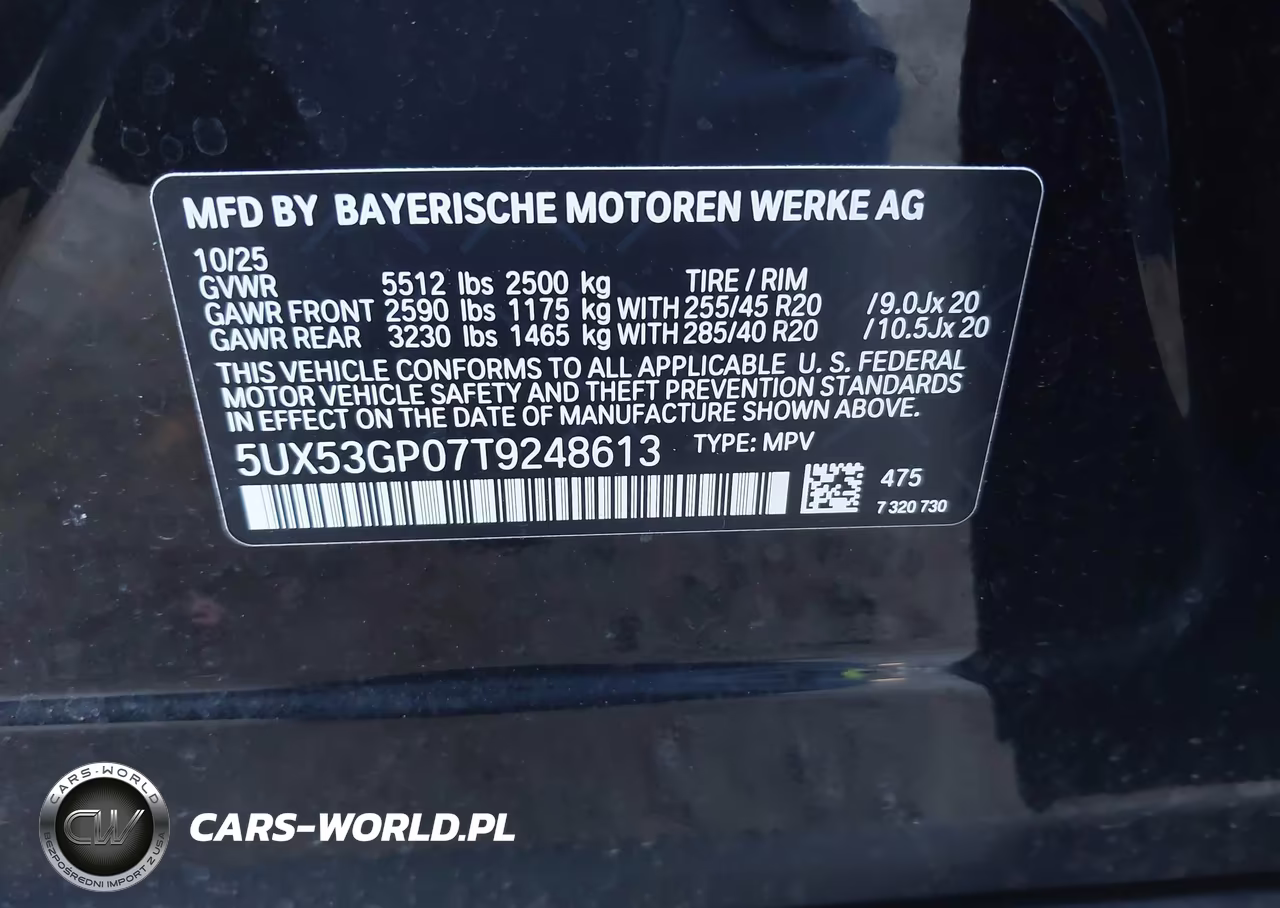 MFD BY BAYERISCHE MOTOREN WERKE AG
10/25
GVWR 5512 lbs 2500 kg TIRE / RIM
GAWR FRONT 2590 lbs 1175 kg WITH 255/45 R20 / 9.0Jx 20
GAWR REAR 3230 lbs 1465 kg WITH 285/40 R20 / 10.5Jx 20
THIS VEHICLE CONFORMS TO ALL APPLICABLE U. S. FEDERAL
MOTOR VEHICLE SAFETY AND THEFT PREVENTION STANDARDS
IN EFFECT ON THE DATE OF MANUFACTURE SHOWN ABOVE.
5UX53GP07T9248613 TYPE: MPV
475
7 320 730
CARS-WORLD
CW
BEZPOŚREDNI IMPORT Z USA
CARS-WORLD.PL